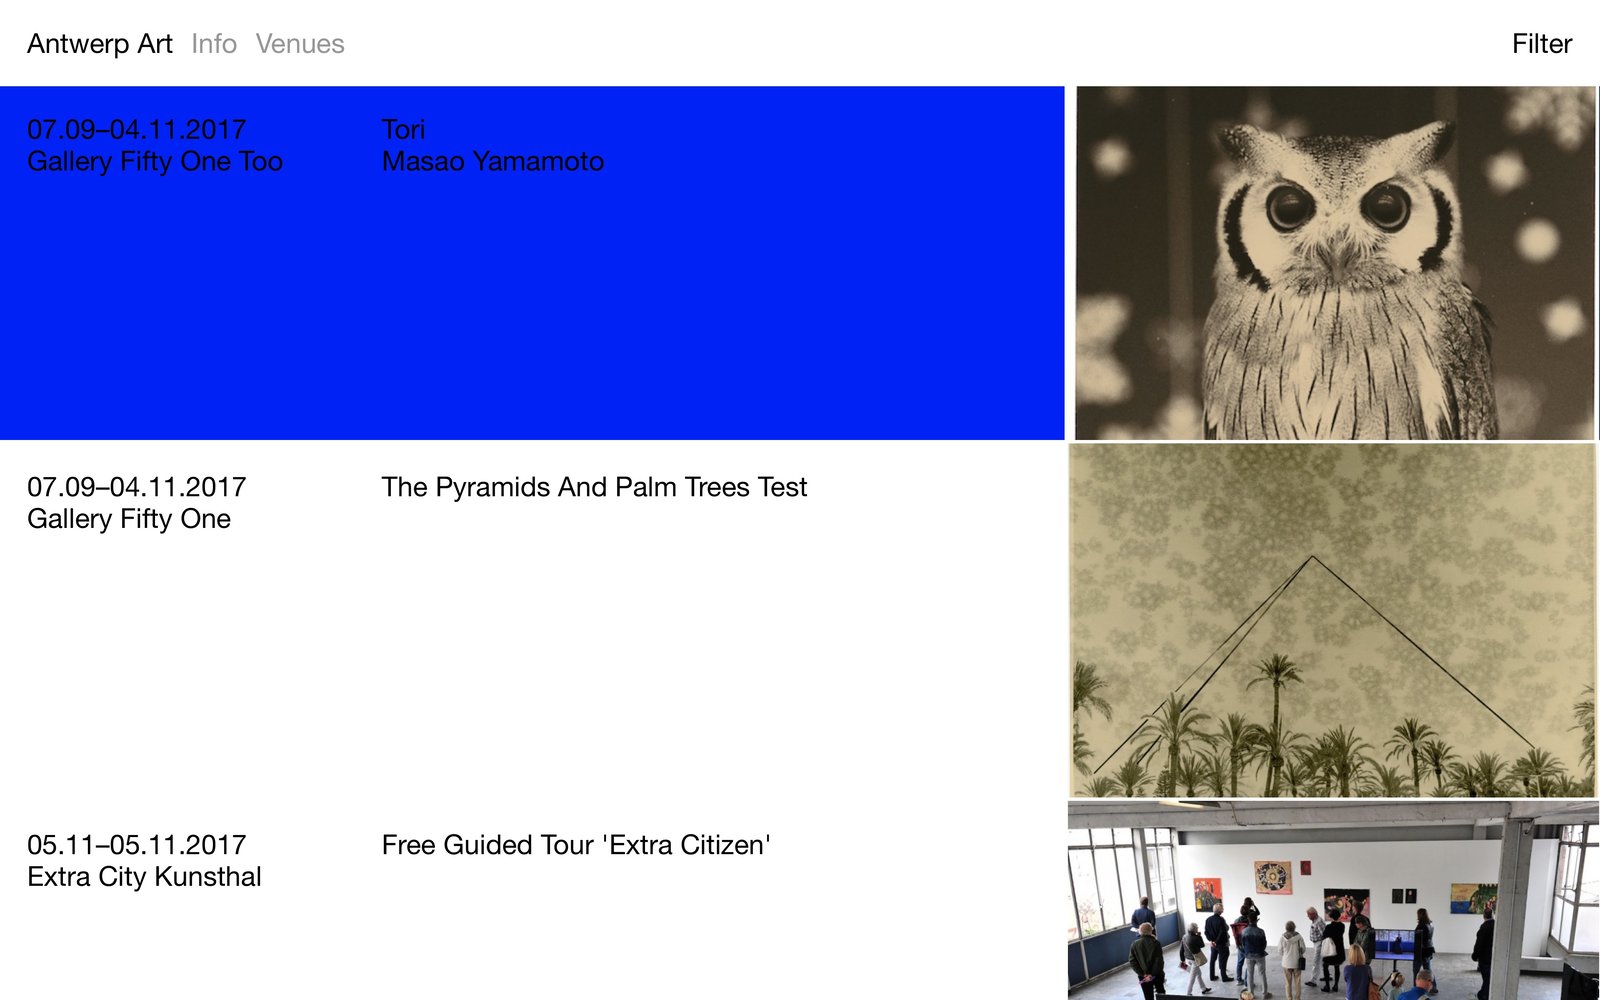 Antwerp Art Info Venues Filter
07.09–04.11.2017
Gallery Fifty One Too
Tori
Masao Yamamoto
07.09–04.11.2017
Gallery Fifty One
The Pyramids And Palm Trees Test
05.11–05.11.2017
Extra City Kunsthal
Free Guided Tour 'Extra Citizen'